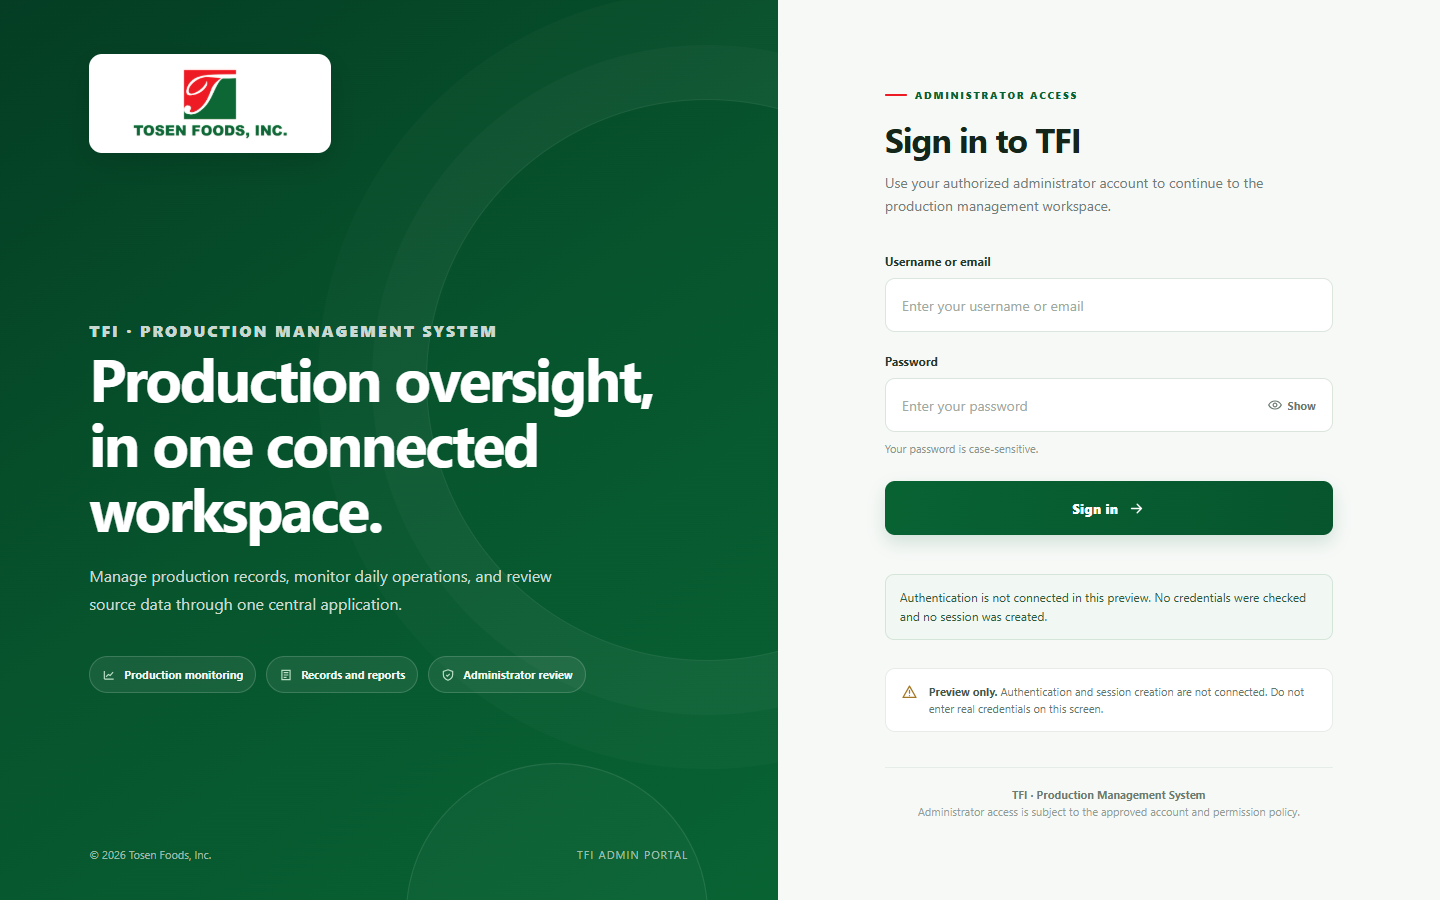 TOSEN FOODS, INC.
TFI · PRODUCTION MANAGEMENT SYSTEM
Production oversight,
in one connected
workspace.
Manage production records, monitor daily operations, and review
source data through one central application.
Production monitoring
Records and reports
Administrator review
© 2026 Tosen Foods, Inc.
TFI ADMIN PORTAL
ADMINISTRATOR ACCESS
Sign in to TFI
Use your authorized administrator account to continue to the
production management workspace.
Username or email
Enter your username or email
Password
Enter your password
Show
Your password is case-sensitive.
Sign in →
Authentication is not connected in this preview. No credentials were checked
and no session was created.
Preview only. Authentication and session creation are not connected. Do not
enter real credentials on this screen.
TFI · Production Management System
Administrator access is subject to the approved account and permission policy.